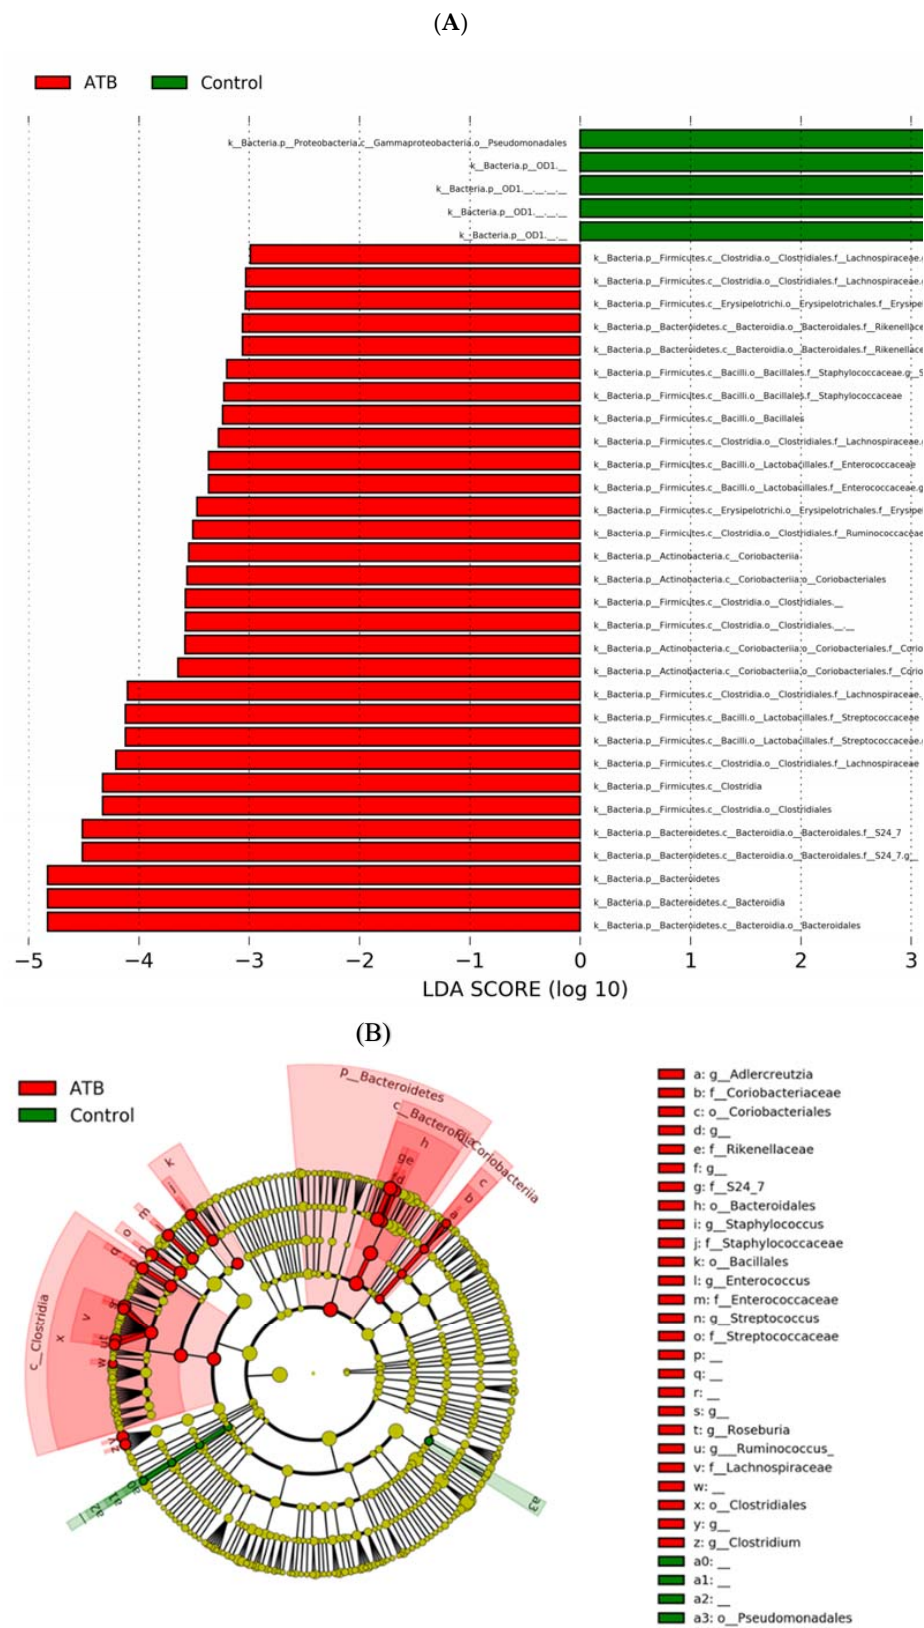 (A)
ATB
Control
k__Bacteria.p__Proteobacteria.c__Gammaproteobacteria.o__Pseudomonadales
k__Bacteria.p__OD1.__
k__Bacteria.p__OD1.__.__.__.__
k__Bacteria.p__OD1.__.__.__
k__Bacteria.p__OD1.__.__
k__Bacteria.p__Firmicutes.c__Clostridia.o__Clostridiales.f__Lachnospiraceae.
k__Bacteria.p__Firmicutes.c__Clostridia.o__Clostridiales.f__Lachnospiraceae.
k__Bacteria.p__Firmicutes.c__Erysipelotrichi.o__Erysipelotrichales.f__Erysipe
k__Bacteria.p__Bacteroidetes.c__Bacteroidia.o__Bacteroidales.f__Rikenellace
k__Bacteria.p__Bacteroidetes.c__Bacteroidia.o__Bacteroidales.f__Rikenellace
k__Bacteria.p__Firmicutes.c__Bacilli.o__Bacillales.f__Staphylococcaceae.g__S
k__Bacteria.p__Firmicutes.c__Bacilli.o__Bacillales.f__Staphylococcaceae
k__Bacteria.p__Firmicutes.c__Bacilli.o__Bacillales
k__Bacteria.p__Firmicutes.c__Clostridia.o__Clostridiales.f__Lachnospiraceae.
k__Bacteria.p__Firmicutes.c__Bacilli.o__Lactobacillales.f__Enterococcaceae
k__Bacteria.p__Firmicutes.c__Bacilli.o__Lactobacillales.f__Enterococcaceae.g
k__Bacteria.p__Firmicutes.c__Erysipelotrichi.o__Erysipelotrichales.f__Erysipe
k__Bacteria.p__Firmicutes.c__Clostridia.o__Clostridiales.f__Ruminococcaceae
k__Bacteria.p__Actinobacteria.c__Coriobacteriia
k__Bacteria.p__Actinobacteria.c__Coriobacteriia.o__Coriobacteriales
k__Bacteria.p__Firmicutes.c__Clostridia.o__Clostridiales.__
k__Bacteria.p__Firmicutes.c__Clostridia.o__Clostridiales.__.__
k__Bacteria.p__Actinobacteria.c__Coriobacteriia.o__Coriobacteriales.f__Corio
k__Bacteria.p__Actinobacteria.c__Coriobacteriia.o__Coriobacteriales.f__Corio
k__Bacteria.p__Firmicutes.c__Clostridia.o__Clostridiales.f__Lachnospiraceae.
k__Bacteria.p__Firmicutes.c__Bacilli.o__Lactobacillales.f__Streptococcaceae
k__Bacteria.p__Firmicutes.c__Bacilli.o__Lactobacillales.f__Streptococcaceae.
k__Bacteria.p__Firmicutes.c__Clostridia.o__Clostridiales.f__Lachnospiraceae
k__Bacteria.p__Firmicutes.c__Clostridia
k__Bacteria.p__Firmicutes.c__Clostridia.o__Clostridiales
k__Bacteria.p__Bacteroidetes.c__Bacteroidia.o__Bacteroidales.f__S24_7
k__Bacteria.p__Bacteroidetes.c__Bacteroidia.o__Bacteroidales.f__S24_7.g__
k__Bacteria.p__Bacteroidetes
k__Bacteria.p__Bacteroidetes.c__Bacteroidia
k__Bacteria.p__Bacteroidetes.c__Bacteroidia.o__Bacteroidales
−5 −4 −3 −2 −1 0 1 2 3
LDA SCORE (log 10)
(B)
ATB
Control
p__Bacteroidetes
c__Bacteroidia
c__Coriobacteriia
h
g e
f d
c
b
a
k
j
m
o
c__Clostridia
x
v
w
z y
a2
a1
a0
a3
a: g__Adlercreutzia
b: f__Coriobacteriaceae
c: o__Coriobacteriales
d: g__
e: f__Rikenellaceae
f: g__
g: f__S24_7
h: o__Bacteroidales
i: g__Staphylococcus
j: f__Staphylococcaceae
k: o__Bacillales
l: g__Enterococcus
m: f__Enterococcaceae
n: g__Streptococcus
o: f__Streptococcaceae
p: __
q: __
r: __
s: g__
t: g__Roseburia
u: g___Ruminococcus_
v: f__Lachnospiraceae
w: __
x: o__Clostridiales
y: g__
z: g__Clostridium
a0: __
a1: __
a2: __
a3: o__Pseudomonadales